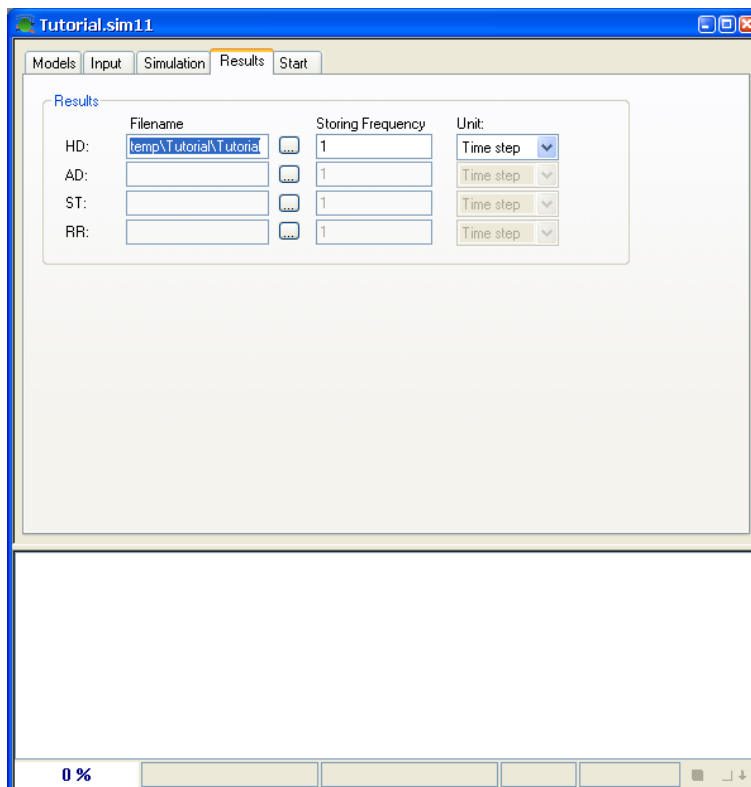 Tutorial.sim11
Models Input Simulation Results Start
Results
Filename Storing Frequency Unit:
HD: temp\Tutorial\Tutorial ... 1 Time step
AD: ... 1 Time step
ST: ... 1 Time step
RR: ... 1 Time step
0 %